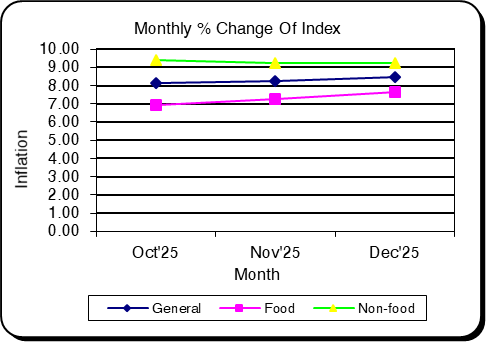 Monthly % Change Of Index
10.00
9.00
8.00
7.00
6.00
5.00
4.00
3.00
2.00
1.00
0.00
Inflation
Oct'25 Nov'25 Dec'25
Month
General Food Non-food